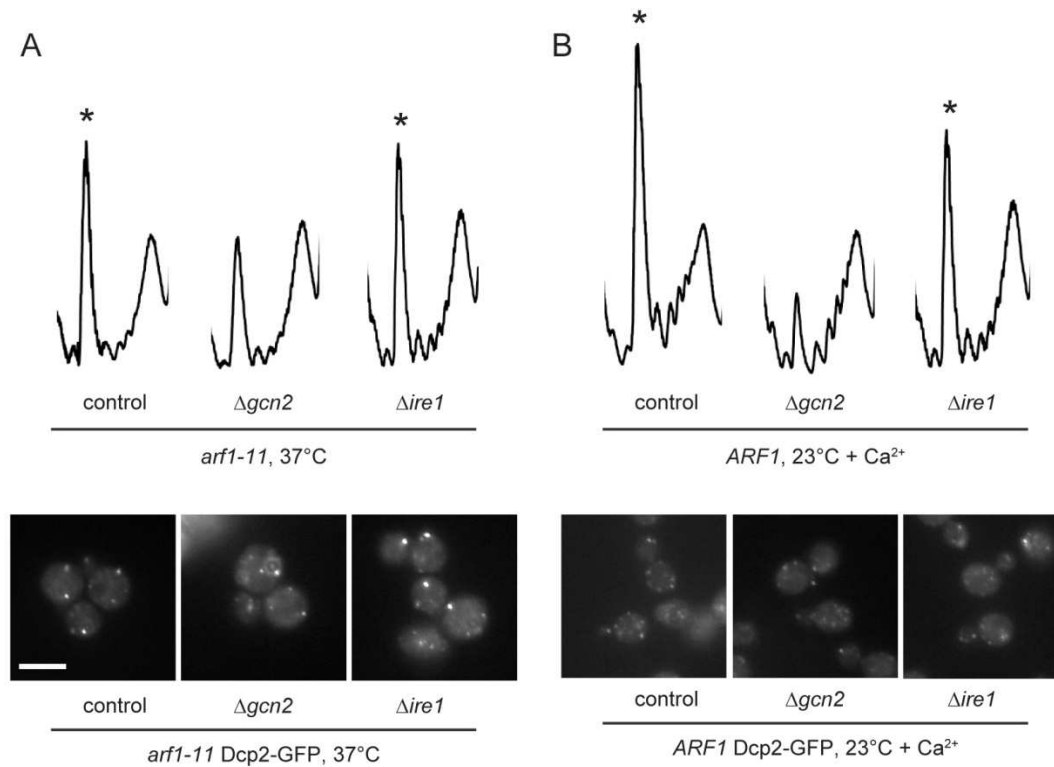 A
B
*
*
*
*
control
Δgcn2
Δire1
control
Δgcn2
Δire1
arf1-11, 37°C
ARF1, 23°C + Ca²⁺
control
Δgcn2
Δire1
control
Δgcn2
Δire1
arf1-11 Dcp2-GFP, 37°C
ARF1 Dcp2-GFP, 23°C + Ca²⁺